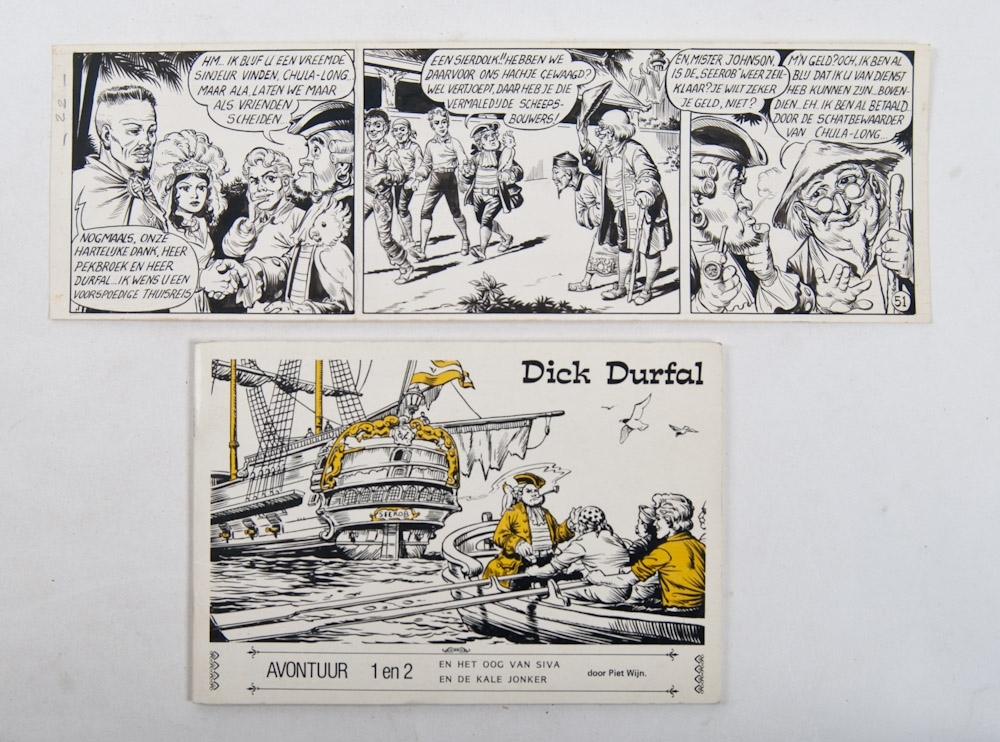 - 22 -
HM.. IK BLIJF U EEN VREEMDE
SINJEUR VINDEN, CHULA-LONG..
MAAR ALA, LATEN WE MAAR
ALS VRIENDEN
SCHEIDEN...
NOGMAALS, ONZE
HARTELIJKE DANK, HEER
PEKBROEK EN HEER
DURFAL... IK WENS U EEN
VOORSPOEDIGE THUISREIS
EEN SIERDOLK!! HEBBEN WE
DAARVOOR ONS HACHJE GEWAAGD?
WEL VERTJOEPT, DAAR HEB JE DIE
VERMALEDIJDE SCHEEPS-
BOUWERS!
EN, MISTER JOHNSON,
IS DE „SEEROB" WEER ZEIL-
KLAAR? JE WILT ZEKER
JE GELD, NIET?
M'N GELD? OCH, IK BEN AL
BLIJ DAT IK U VAN DIENST
HEB KUNNEN ZIJN... BOVEN-
DIEN.. EH. IK BEN AL BETAALD
DOOR DE SCHATBEWAARDER
VAN CHULA-LONG...
51
Dick Durfal
SEEROB
AVONTUUR 1 en 2
EN HET OOG VAN SIVA
EN DE KALE JONKER
door Piet Wijn.